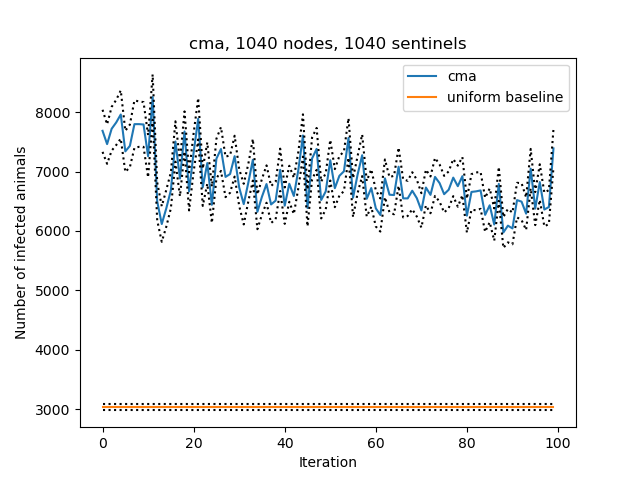 cma, 1040 nodes, 1040 sentinels
cma
uniform baseline
8000
7000
6000
5000
4000
3000
Number of infected animals
0 20 40 60 80 100
Iteration